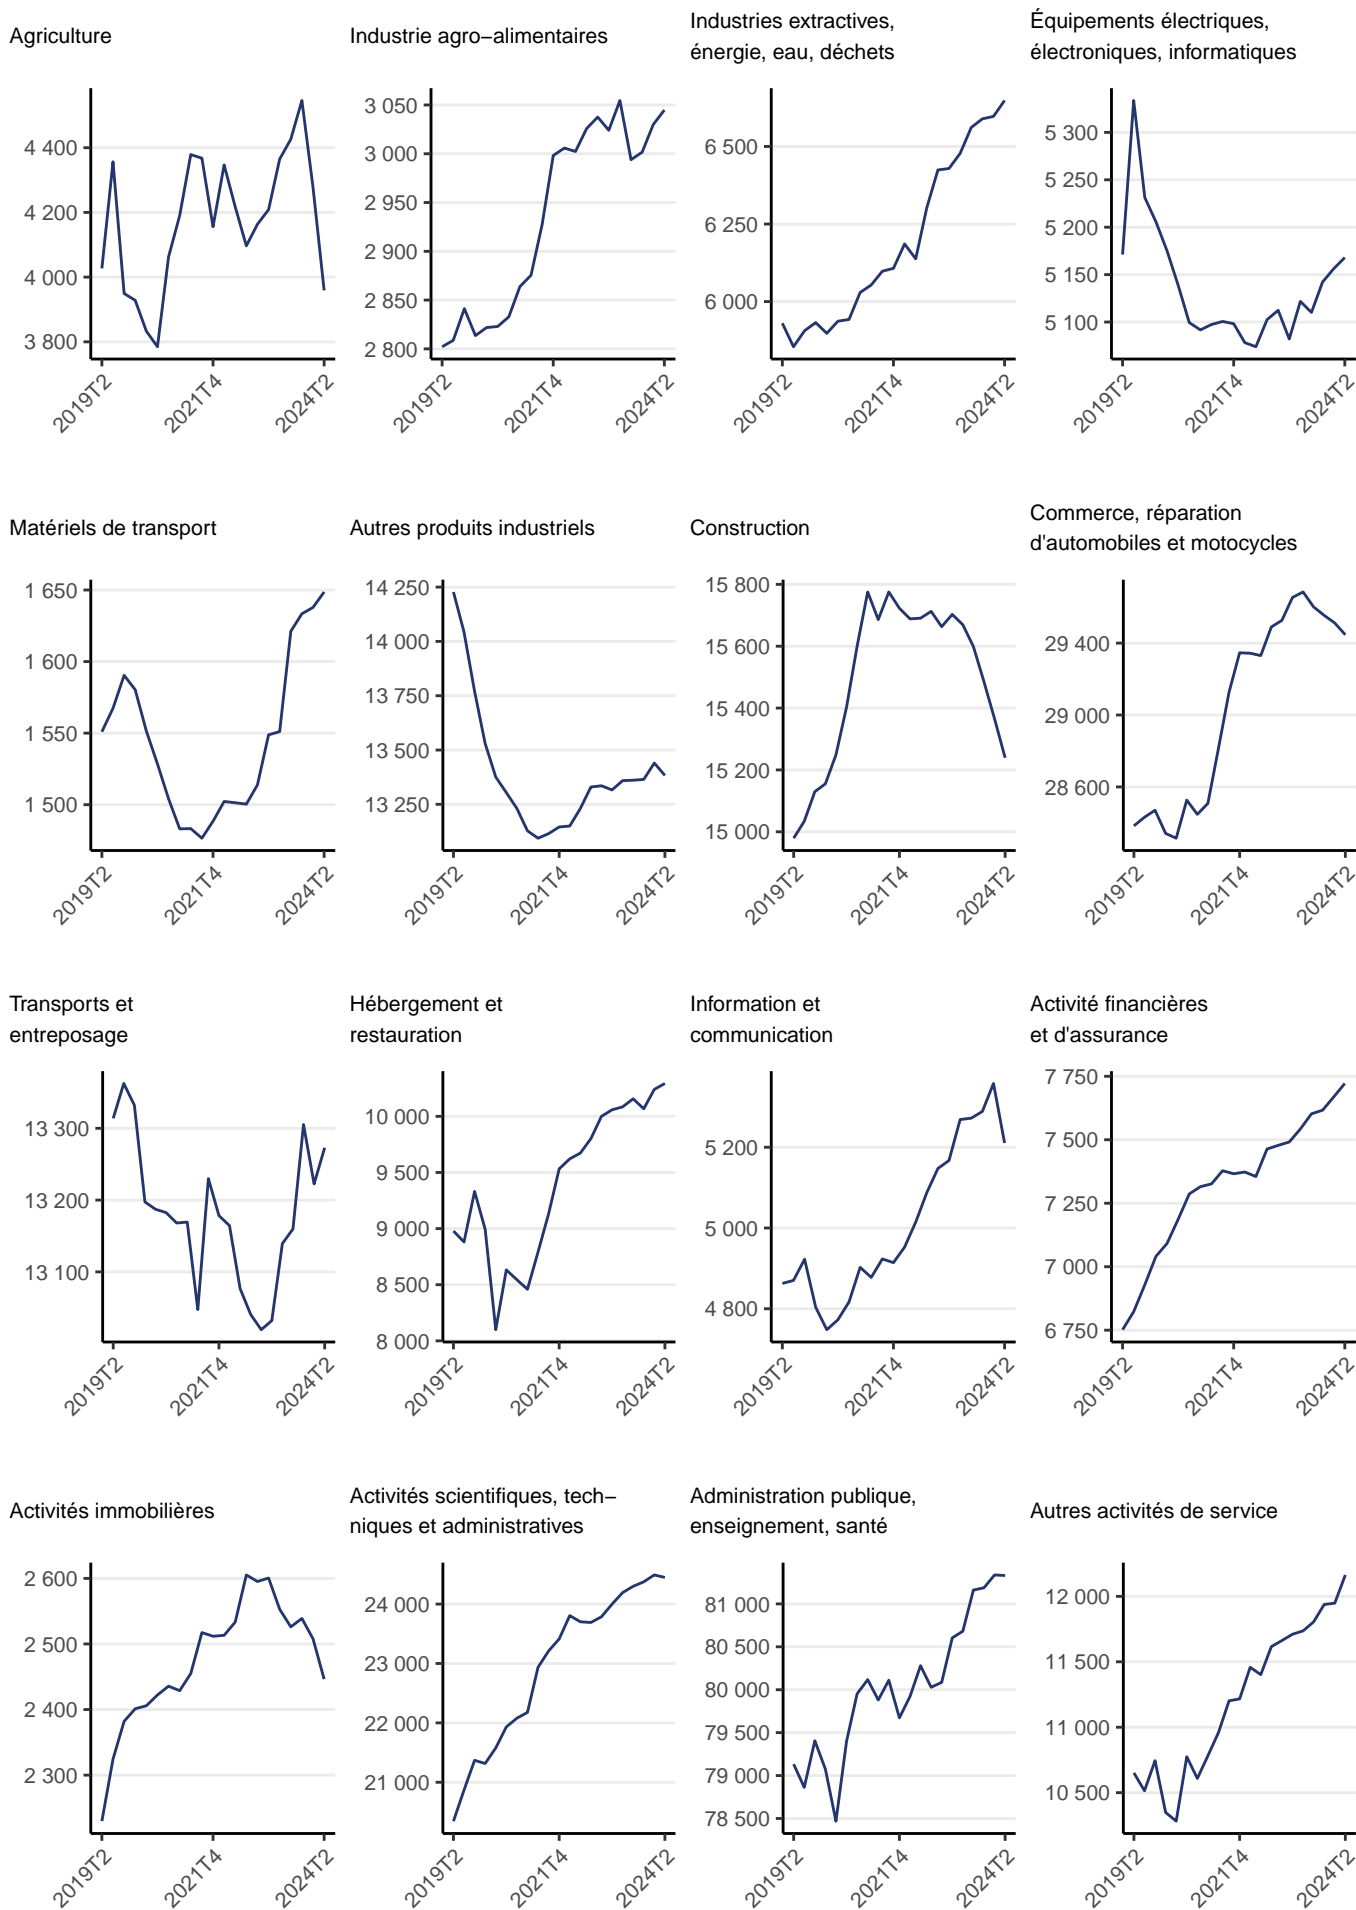 Agriculture
4 400
4 200
4 000
3 800
2019T2
2021T4
2024T2
Industrie agro−alimentaires
3 050
3 000
2 950
2 900
2 850
2 800
2019T2
2021T4
2024T2
Industries extractives,
énergie, eau, déchets
6 500
6 250
6 000
2019T2
2021T4
2024T2
Équipements électriques,
électroniques, informatiques
5 300
5 250
5 200
5 150
5 100
2019T2
2021T4
2024T2
Matériels de transport
1 650
1 600
1 550
1 500
2019T2
2021T4
2024T2
Autres produits industriels
14 250
14 000
13 750
13 500
13 250
2019T2
2021T4
2024T2
Construction
15 800
15 600
15 400
15 200
15 000
2019T2
2021T4
2024T2
Commerce, réparation
d'automobiles et motocycles
29 400
29 000
28 600
2019T2
2021T4
2024T2
Transports et
entreposage
13 300
13 200
13 100
2019T2
2021T4
2024T2
Hébergement et
restauration
10 000
9 500
9 000
8 500
8 000
2019T2
2021T4
2024T2
Information et
communication
5 200
5 000
4 800
2019T2
2021T4
2024T2
Activité financières
et d'assurance
7 750
7 500
7 250
7 000
6 750
2019T2
2021T4
2024T2
Activités immobilières
2 600
2 500
2 400
2 300
2019T2
2021T4
2024T2
Activités scientifiques, tech−
niques et administratives
24 000
23 000
22 000
21 000
2019T2
2021T4
2024T2
Administration publique,
enseignement, santé
81 000
80 500
80 000
79 500
79 000
78 500
2019T2
2021T4
2024T2
Autres activités de service
12 000
11 500
11 000
10 500
2019T2
2021T4
2024T2